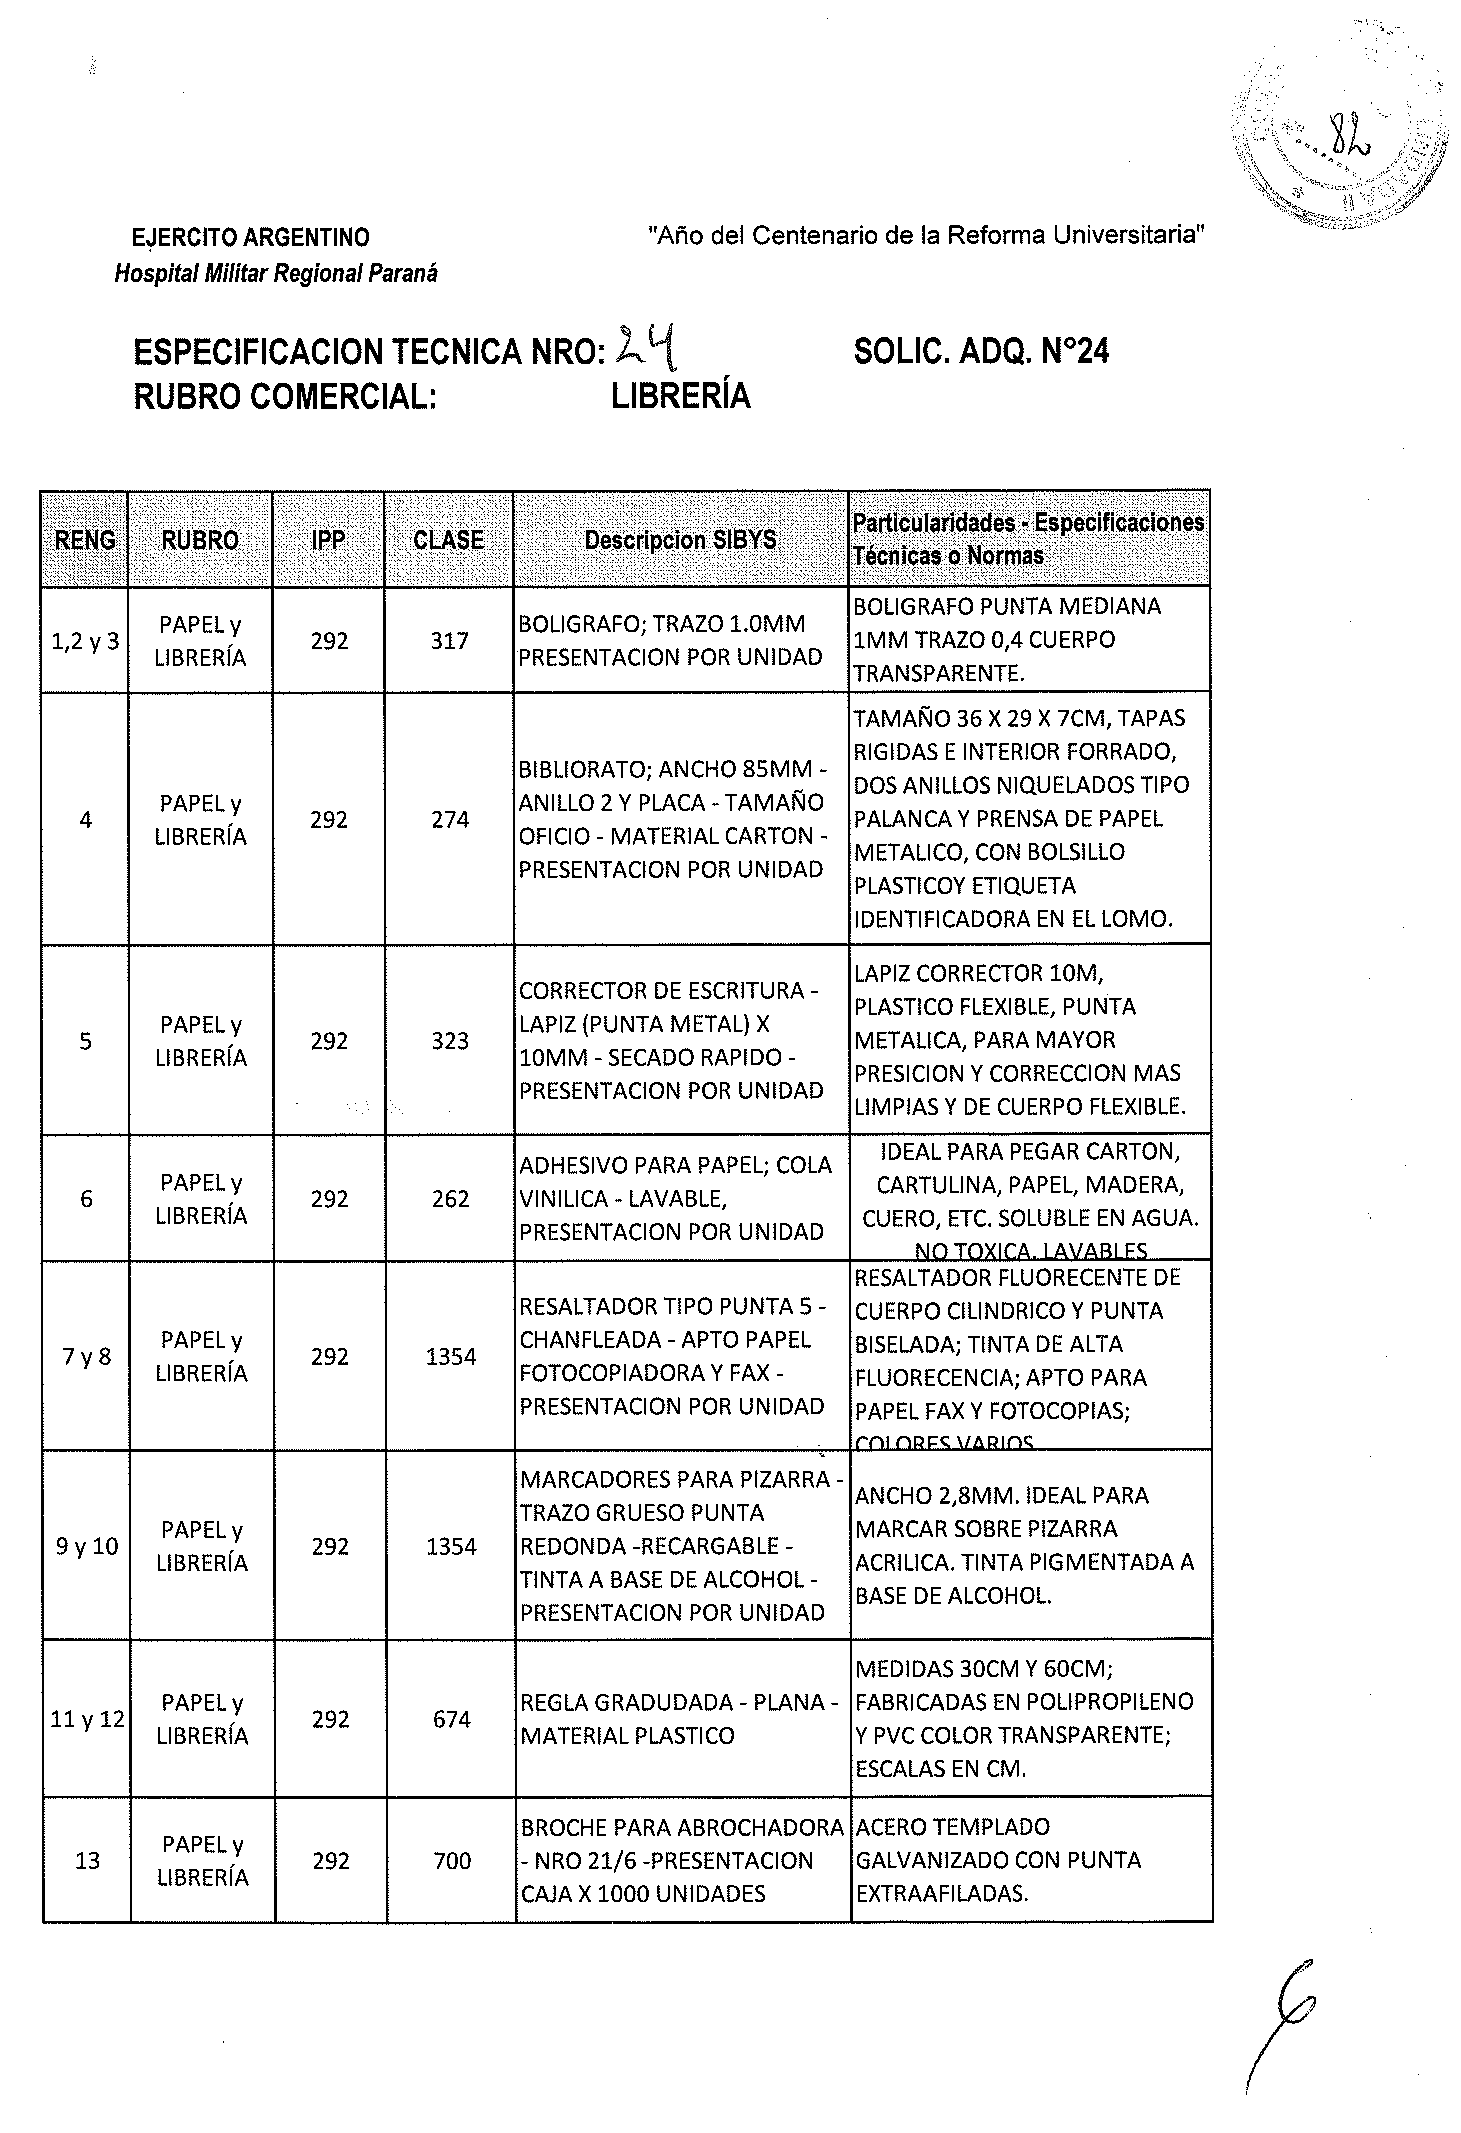 82
EJERCITO ARGENTINO
"Año del Centenario de la Reforma Universitaria"
Hospital Militar Regional Paraná
ESPECIFICACION TECNICA NRO: 24
SOLIC. ADQ. N°24
RUBRO COMERCIAL: LIBRERÍA
RENG
RUBRO
IPP
CLASE
Descripcion SIBYS
Particularidades - Especificaciones
Técnicas o Normas
1,2 y 3
PAPEL y
LIBRERÍA
292
317
BOLIGRAFO; TRAZO 1.0MM
PRESENTACION POR UNIDAD
BOLIGRAFO PUNTA MEDIANA
1MM TRAZO 0,4 CUERPO
TRANSPARENTE.
4
PAPEL y
LIBRERÍA
292
274
BIBLIORATO; ANCHO 85MM -
ANILLO 2 Y PLACA - TAMAÑO
OFICIO - MATERIAL CARTON -
PRESENTACION POR UNIDAD
TAMAÑO 36 X 29 X 7CM, TAPAS
RIGIDAS E INTERIOR FORRADO,
DOS ANILLOS NIQUELADOS TIPO
PALANCA Y PRENSA DE PAPEL
METALICO, CON BOLSILLO
PLASTICOY ETIQUETA
IDENTIFICADORA EN EL LOMO.
5
PAPEL y
LIBRERÍA
292
323
CORRECTOR DE ESCRITURA -
LAPIZ (PUNTA METAL) X
10MM - SECADO RAPIDO -
PRESENTACION POR UNIDAD
LAPIZ CORRECTOR 10M,
PLASTICO FLEXIBLE, PUNTA
METALICA, PARA MAYOR
PRESICION Y CORRECCION MAS
LIMPIAS Y DE CUERPO FLEXIBLE.
6
PAPEL y
LIBRERÍA
292
262
ADHESIVO PARA PAPEL; COLA
VINILICA - LAVABLE,
PRESENTACION POR UNIDAD
IDEAL PARA PEGAR CARTON,
CARTULINA, PAPEL, MADERA,
CUERO, ETC. SOLUBLE EN AGUA.
NO TOXICA. LAVABLES
7 y 8
PAPEL y
LIBRERÍA
292
1354
RESALTADOR TIPO PUNTA 5 -
CHANFLEADA - APTO PAPEL
FOTOCOPIADORA Y FAX -
PRESENTACION POR UNIDAD
RESALTADOR FLUORECENTE DE
CUERPO CILINDRICO Y PUNTA
BISELADA; TINTA DE ALTA
FLUORECENCIA; APTO PARA
PAPEL FAX Y FOTOCOPIAS;
COLORES VARIOS
9 y 10
PAPEL y
LIBRERÍA
292
1354
MARCADORES PARA PIZARRA -
TRAZO GRUESO PUNTA
REDONDA -RECARGABLE -
TINTA A BASE DE ALCOHOL -
PRESENTACION POR UNIDAD
ANCHO 2,8MM. IDEAL PARA
MARCAR SOBRE PIZARRA
ACRILICA. TINTA PIGMENTADA A
BASE DE ALCOHOL.
11 y 12
PAPEL y
LIBRERÍA
292
674
REGLA GRADUDADA - PLANA -
MATERIAL PLASTICO
MEDIDAS 30CM Y 60CM;
FABRICADAS EN POLIPROPILENO
Y PVC COLOR TRANSPARENTE;
ESCALAS EN CM.
13
PAPEL y
LIBRERÍA
292
700
BROCHE PARA ABROCHADORA
- NRO 21/6 -PRESENTACION
CAJA X 1000 UNIDADES
ACERO TEMPLADO
GALVANIZADO CON PUNTA
EXTRAAFILADAS.